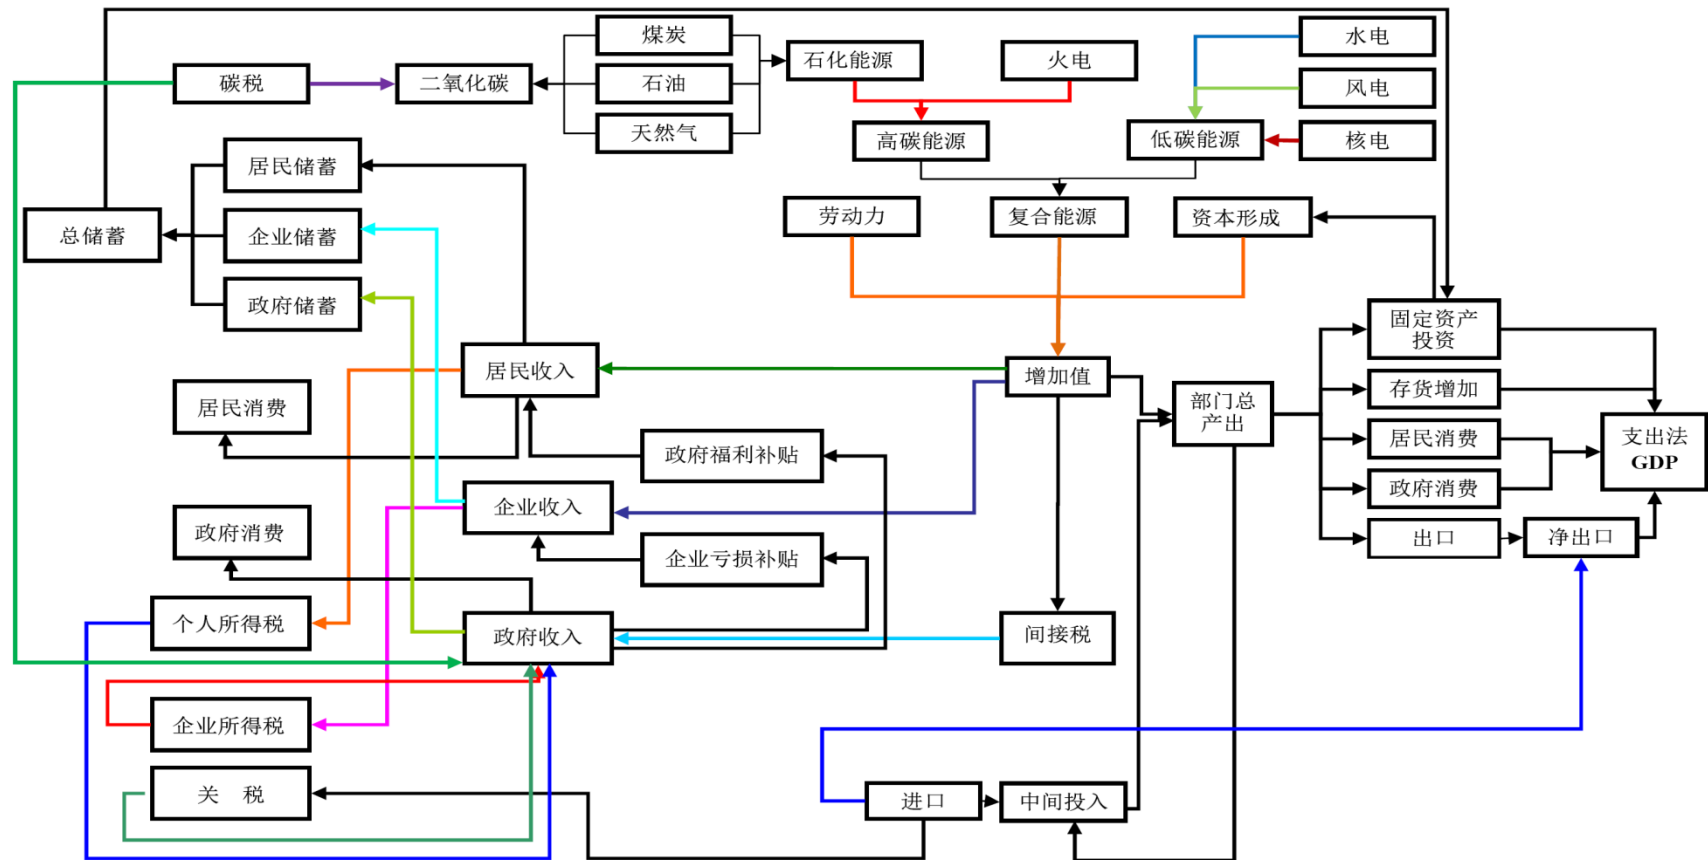 煤炭
石化能源
火电
水电
碳税
二氧化碳
石油
风电
天然气
高碳能源
低碳能源
核电
居民储蓄
劳动力
复合能源
资本形成
总储蓄
企业储蓄
政府储蓄
固定资产
投资
居民收入
增加值
存货增加
居民消费
部门总
产出
居民消费
支出法
GDP
政府福利补贴
政府消费
企业收入
政府消费
出口
净出口
企业亏损补贴
个人所得税
政府收入
间接税
企业所得税
关 税
进口
中间投入